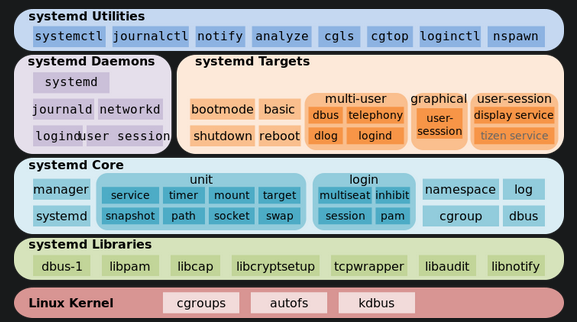 systemd Utilities
systemctl journalctl notify analyze cgls cgtop loginctl nspawn
systemd Daemons
systemd
journald networkd
logind user session
systemd Targets
bootmode basic
shutdown reboot
multi-user
dbus telephony
dlog logind
graphical
user-
sesssion
user-session
display service
tizen service
systemd Core
manager
systemd
unit
service timer mount target
snapshot path socket swap
login
multiseat inhibit
session pam
namespace log
cgroup dbus
systemd Libraries
dbus-1 libpam libcap libcryptsetup tcpwrapper libaudit libnotify
Linux Kernel cgroups autofs kdbus